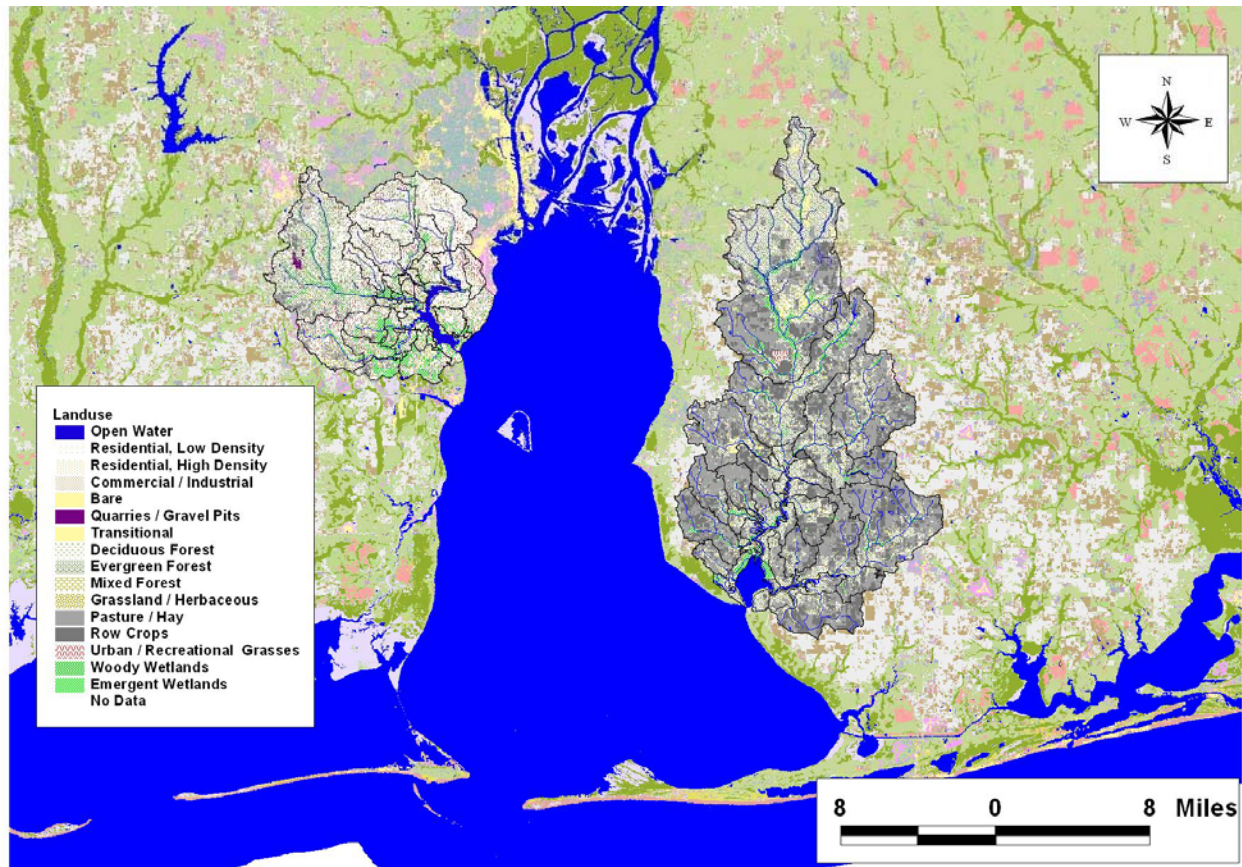 N
W E
S
Landuse
Open Water
Residential, Low Density
Residential, High Density
Commercial / Industrial
Bare
Quarries / Gravel Pits
Transitional
Deciduous Forest
Evergreen Forest
Mixed Forest
Grassland / Herbaceous
Pasture / Hay
Row Crops
Urban / Recreational Grasses
Woody Wetlands
Emergent Wetlands
No Data
8 0 8 Miles